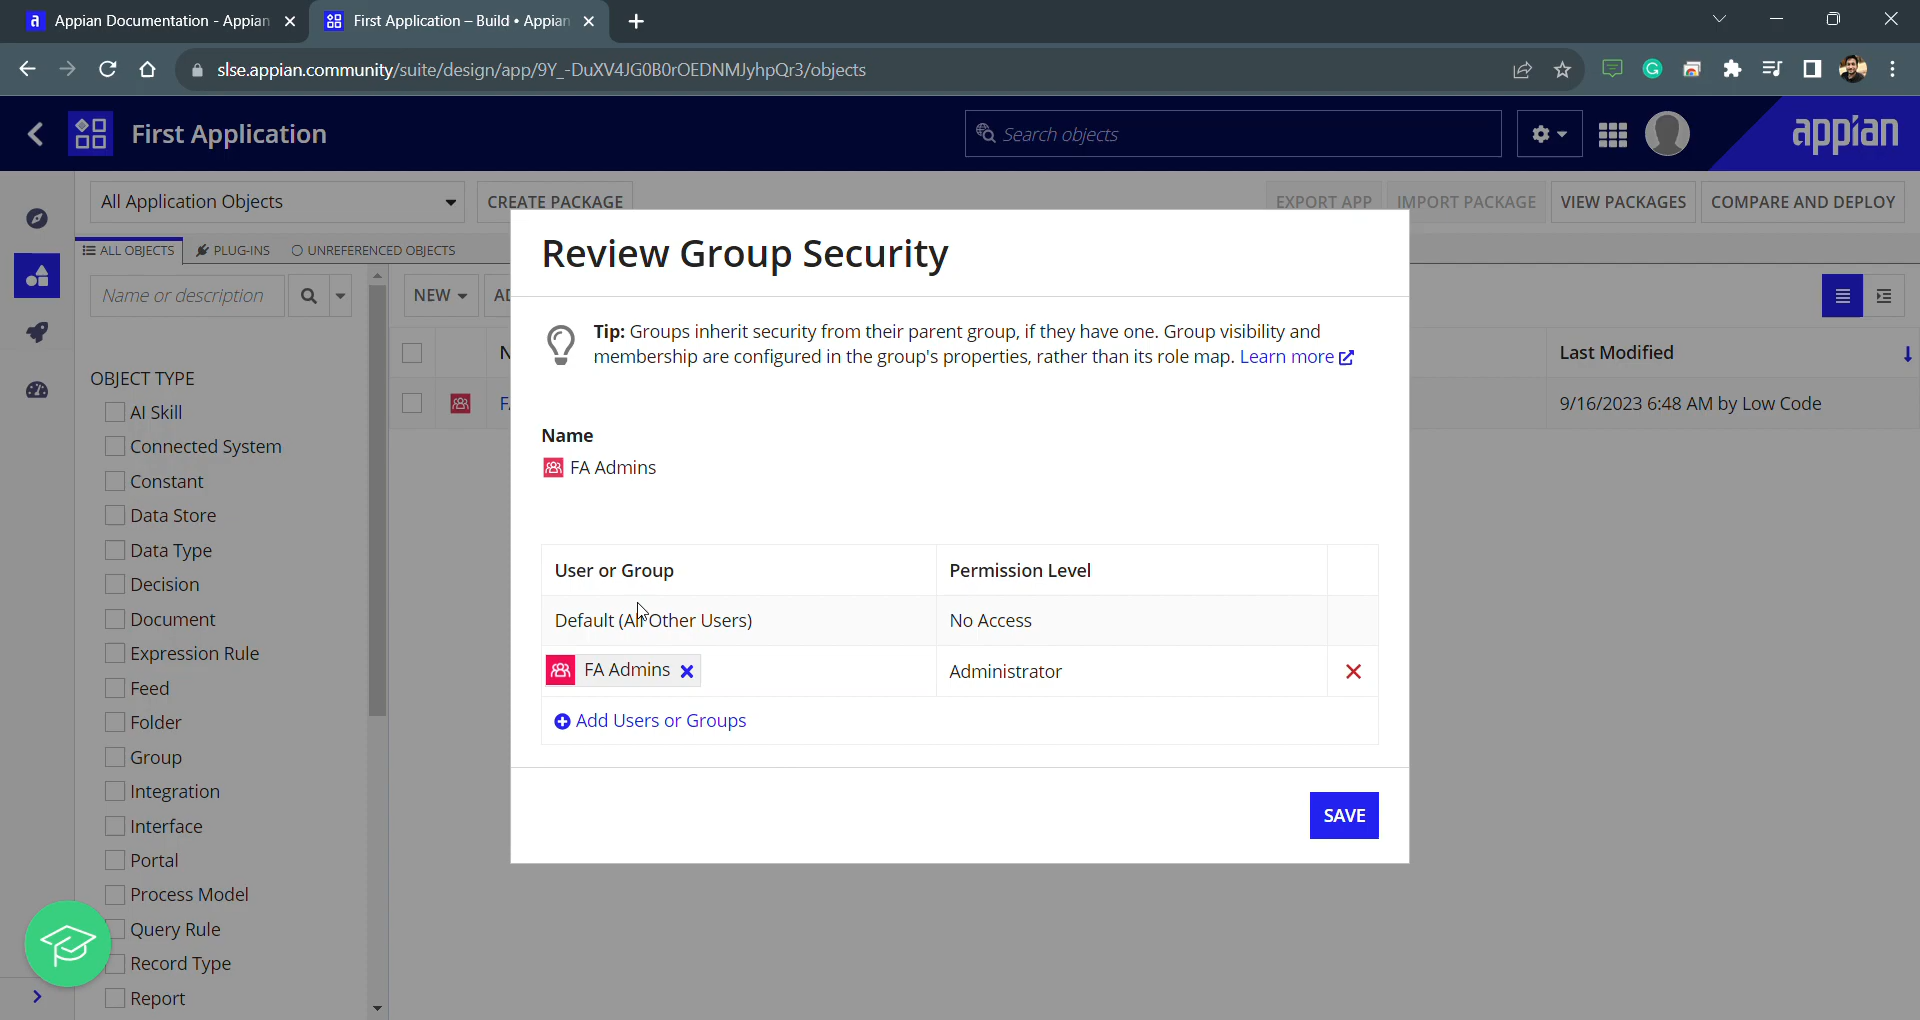 Appian Documentation - Appian
First Application – Build • Appian
slse.appian.community/suite/design/app/9Y_-DuXV4JG0B0rOEDNMJyhpQr3/objects
First Application
Search objects
appian
All Application Objects
CREATE PACKAGE
EXPORT APP
IMPORT PACKAGE
VIEW PACKAGES
COMPARE AND DEPLOY
ALL OBJECTS
PLUG-INS
UNREFERENCED OBJECTS
Name or description
NEW
Last Modified
9/16/2023 6:48 AM by Low Code
OBJECT TYPE
AI Skill
Connected System
Constant
Data Store
Data Type
Decision
Document
Expression Rule
Feed
Folder
Group
Integration
Interface
Portal
Process Model
Query Rule
Record Type
Report
Review Group Security
Tip: Groups inherit security from their parent group, if they have one. Group visibility and
membership are configured in the group's properties, rather than its role map. Learn more
Name
FA Admins
User or Group
Permission Level
Default (All Other Users)
No Access
FA Admins
Administrator
Add Users or Groups
SAVE